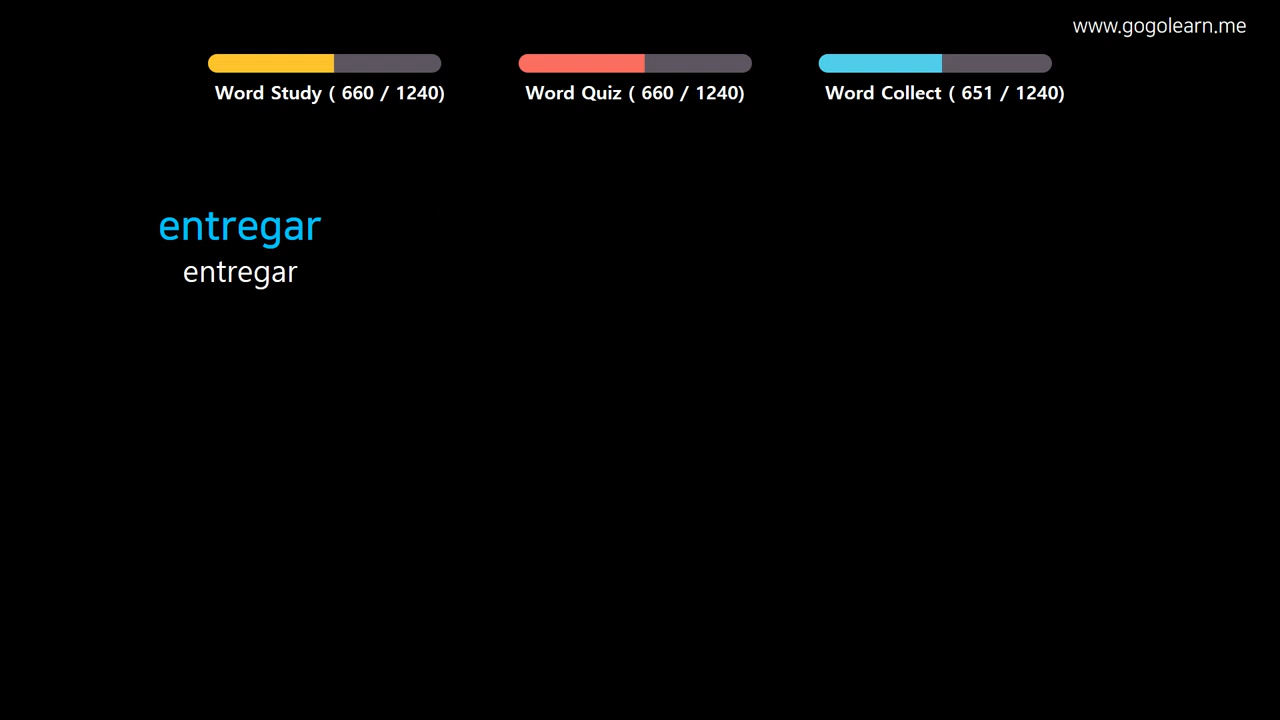 www.gogolearn.me
Word Study ( 660 / 1240)
Word Quiz ( 660 / 1240)
Word Collect ( 651 / 1240)
entregar
entregar